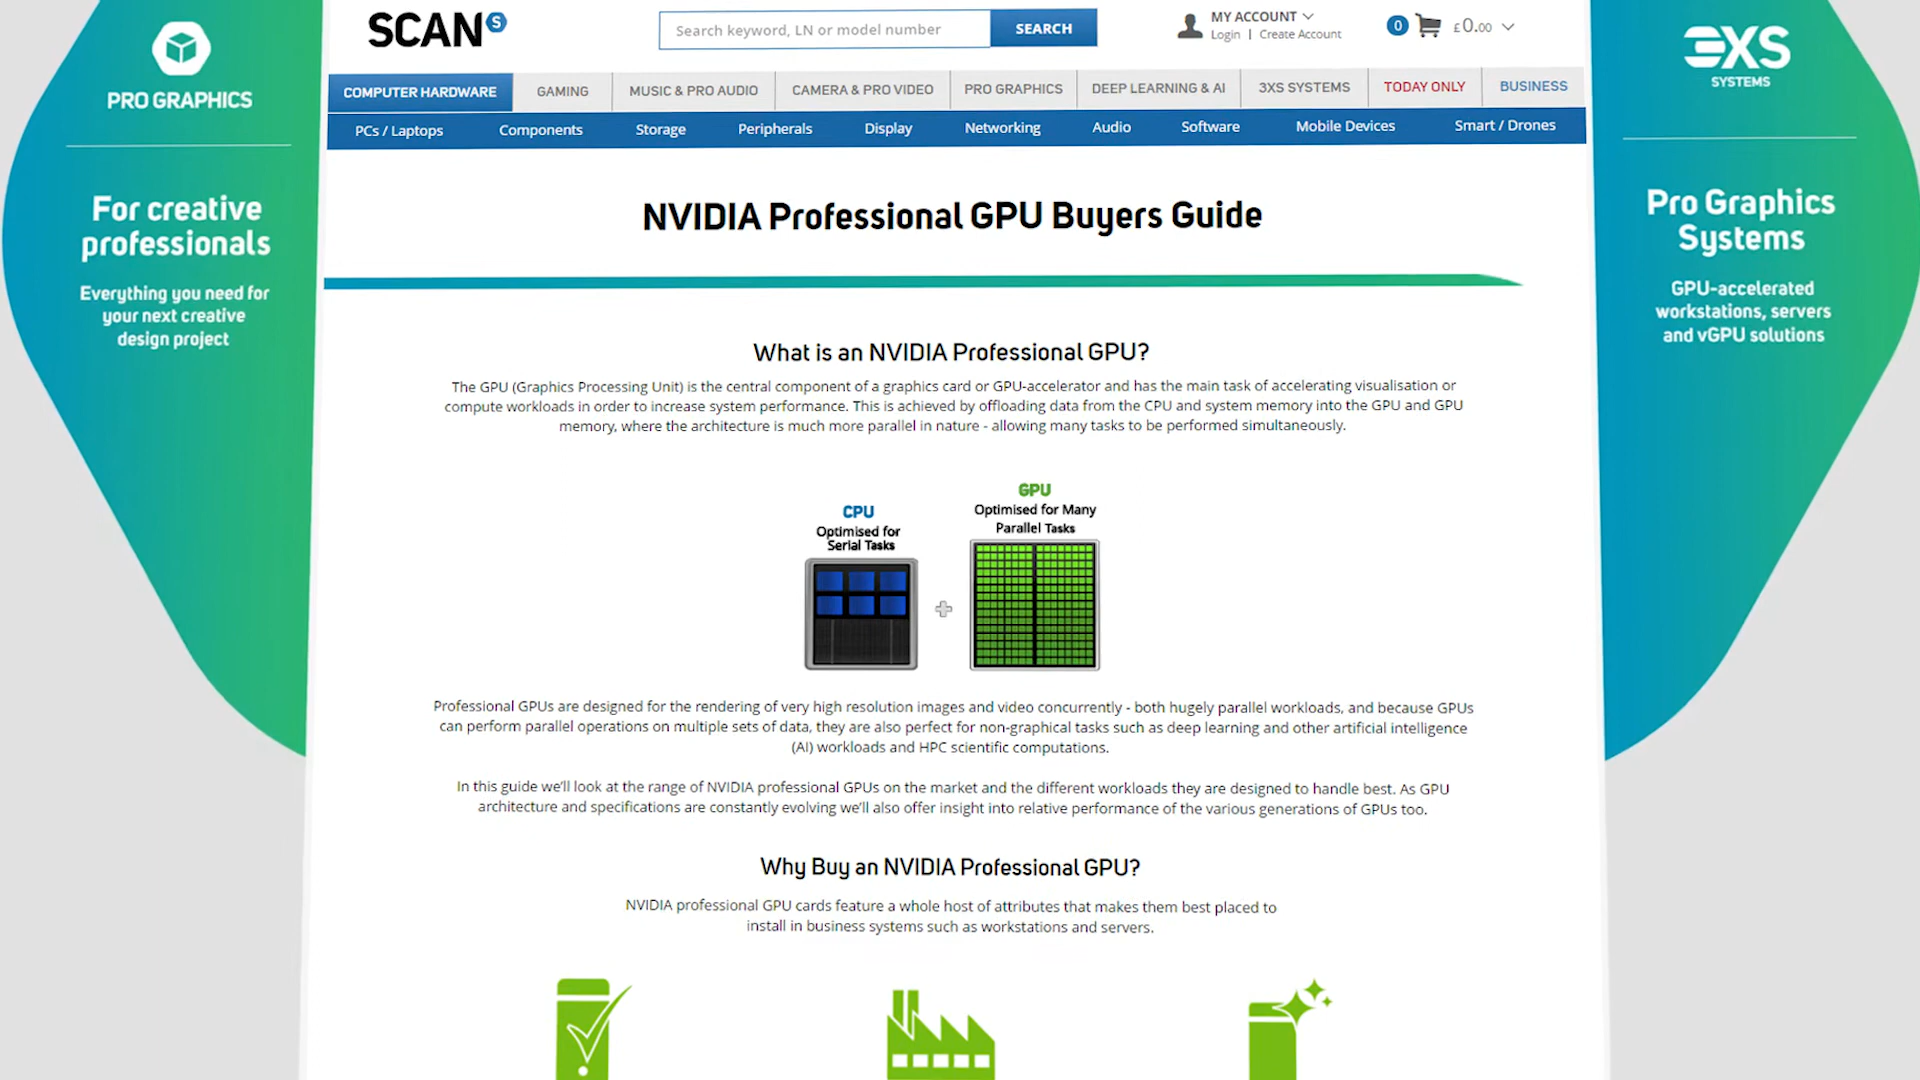 PRO GRAPHICS
For creative
professionals
Everything you need for
your next creative
design project
SCAN S
Search keyword, LN or model number
SEARCH
MY ACCOUNT
Login | Create Account
0
£0.00
COMPUTER HARDWARE
GAMING
MUSIC & PRO AUDIO
CAMERA & PRO VIDEO
PRO GRAPHICS
DEEP LEARNING & AI
3XS SYSTEMS
TODAY ONLY
BUSINESS
PCs / Laptops
Components
Storage
Peripherals
Display
Networking
Audio
Software
Mobile Devices
Smart / Drones
NVIDIA Professional GPU Buyers Guide
What is an NVIDIA Professional GPU?
The GPU (Graphics Processing Unit) is the central component of a graphics card or GPU-accelerator and has the main task of accelerating visualisation or
compute workloads in order to increase system performance. This is achieved by offloading data from the CPU and system memory into the GPU and GPU
memory, where the architecture is much more parallel in nature - allowing many tasks to be performed simultaneously.
CPU
Optimised for
Serial Tasks
GPU
Optimised for Many
Parallel Tasks
Professional GPUs are designed for the rendering of very high resolution images and video concurrently - both hugely parallel workloads, and because GPUs
can perform parallel operations on multiple sets of data, they are also perfect for non-graphical tasks such as deep learning and other artificial intelligence
(AI) workloads and HPC scientific computations.
In this guide we'll look at the range of NVIDIA professional GPUs on the market and the different workloads they are designed to handle best. As GPU
architecture and specifications are constantly evolving we'll also offer insight into relative performance of the various generations of GPUs too.
Why Buy an NVIDIA Professional GPU?
NVIDIA professional GPU cards feature a whole host of attributes that makes them best placed to
install in business systems such as workstations and servers.
3XS
SYSTEMS
Pro Graphics
Systems
GPU-accelerated
workstations, servers
and vGPU solutions